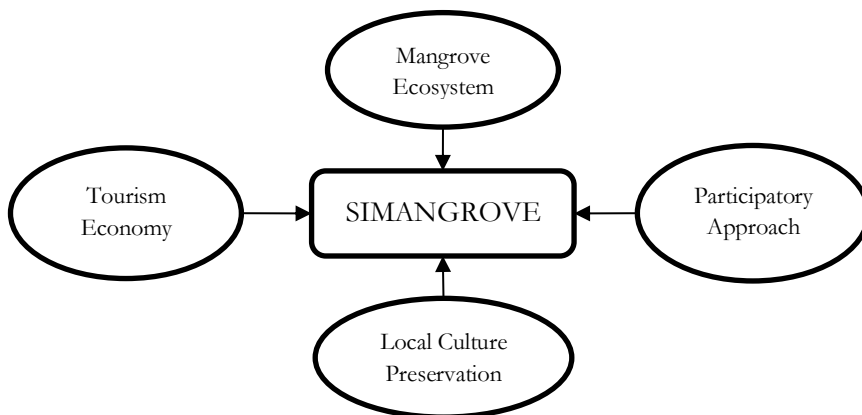 Mangrove
Ecosystem
Tourism
Economy
SIMANGROVE
Participatory
Approach
Local Culture
Preservation